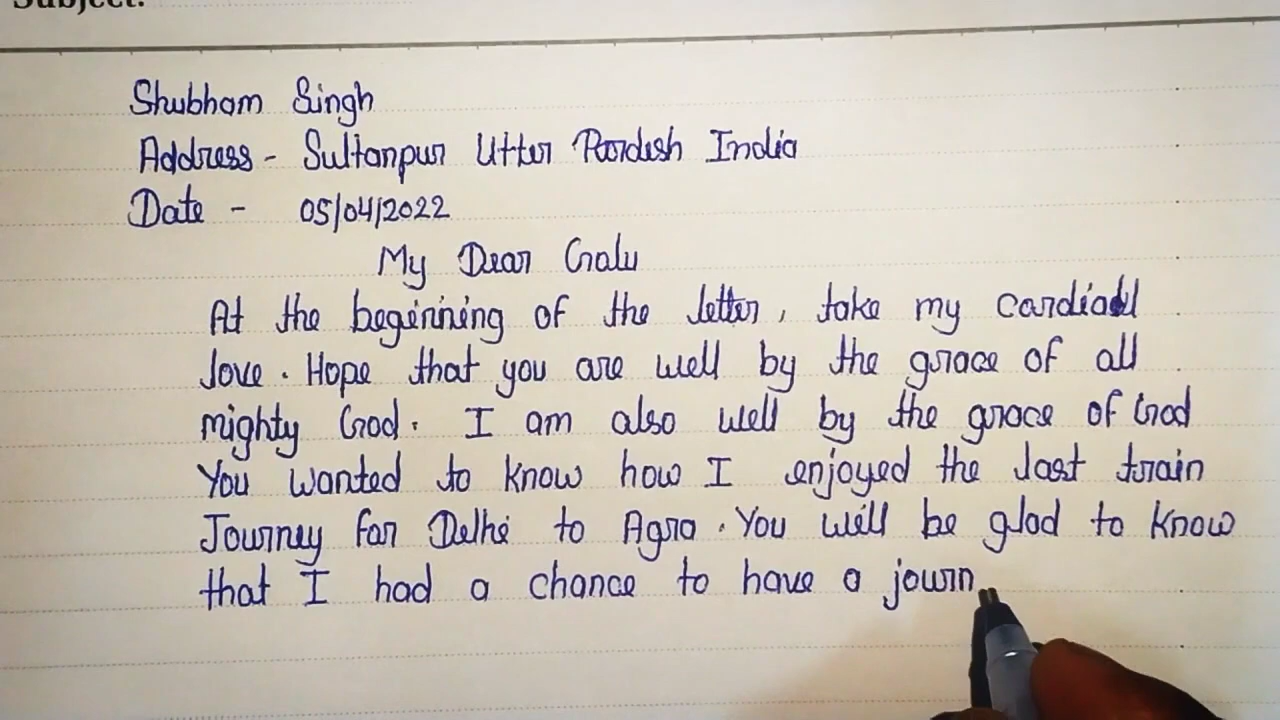 Subject:
Shubham Singh
Address - Sultanpur Utter Pardesh India
Date - 05/04/2022
My Dear Golu
At the beginning of the letter, take my cardial
love. Hope that you are well by the grace of all
mighty God. I am also well by the grace of God
You wanted to know how I enjoyed the last train
Journey for Delhi to Agra. You will be glad to know
that I had a chance to have a journ